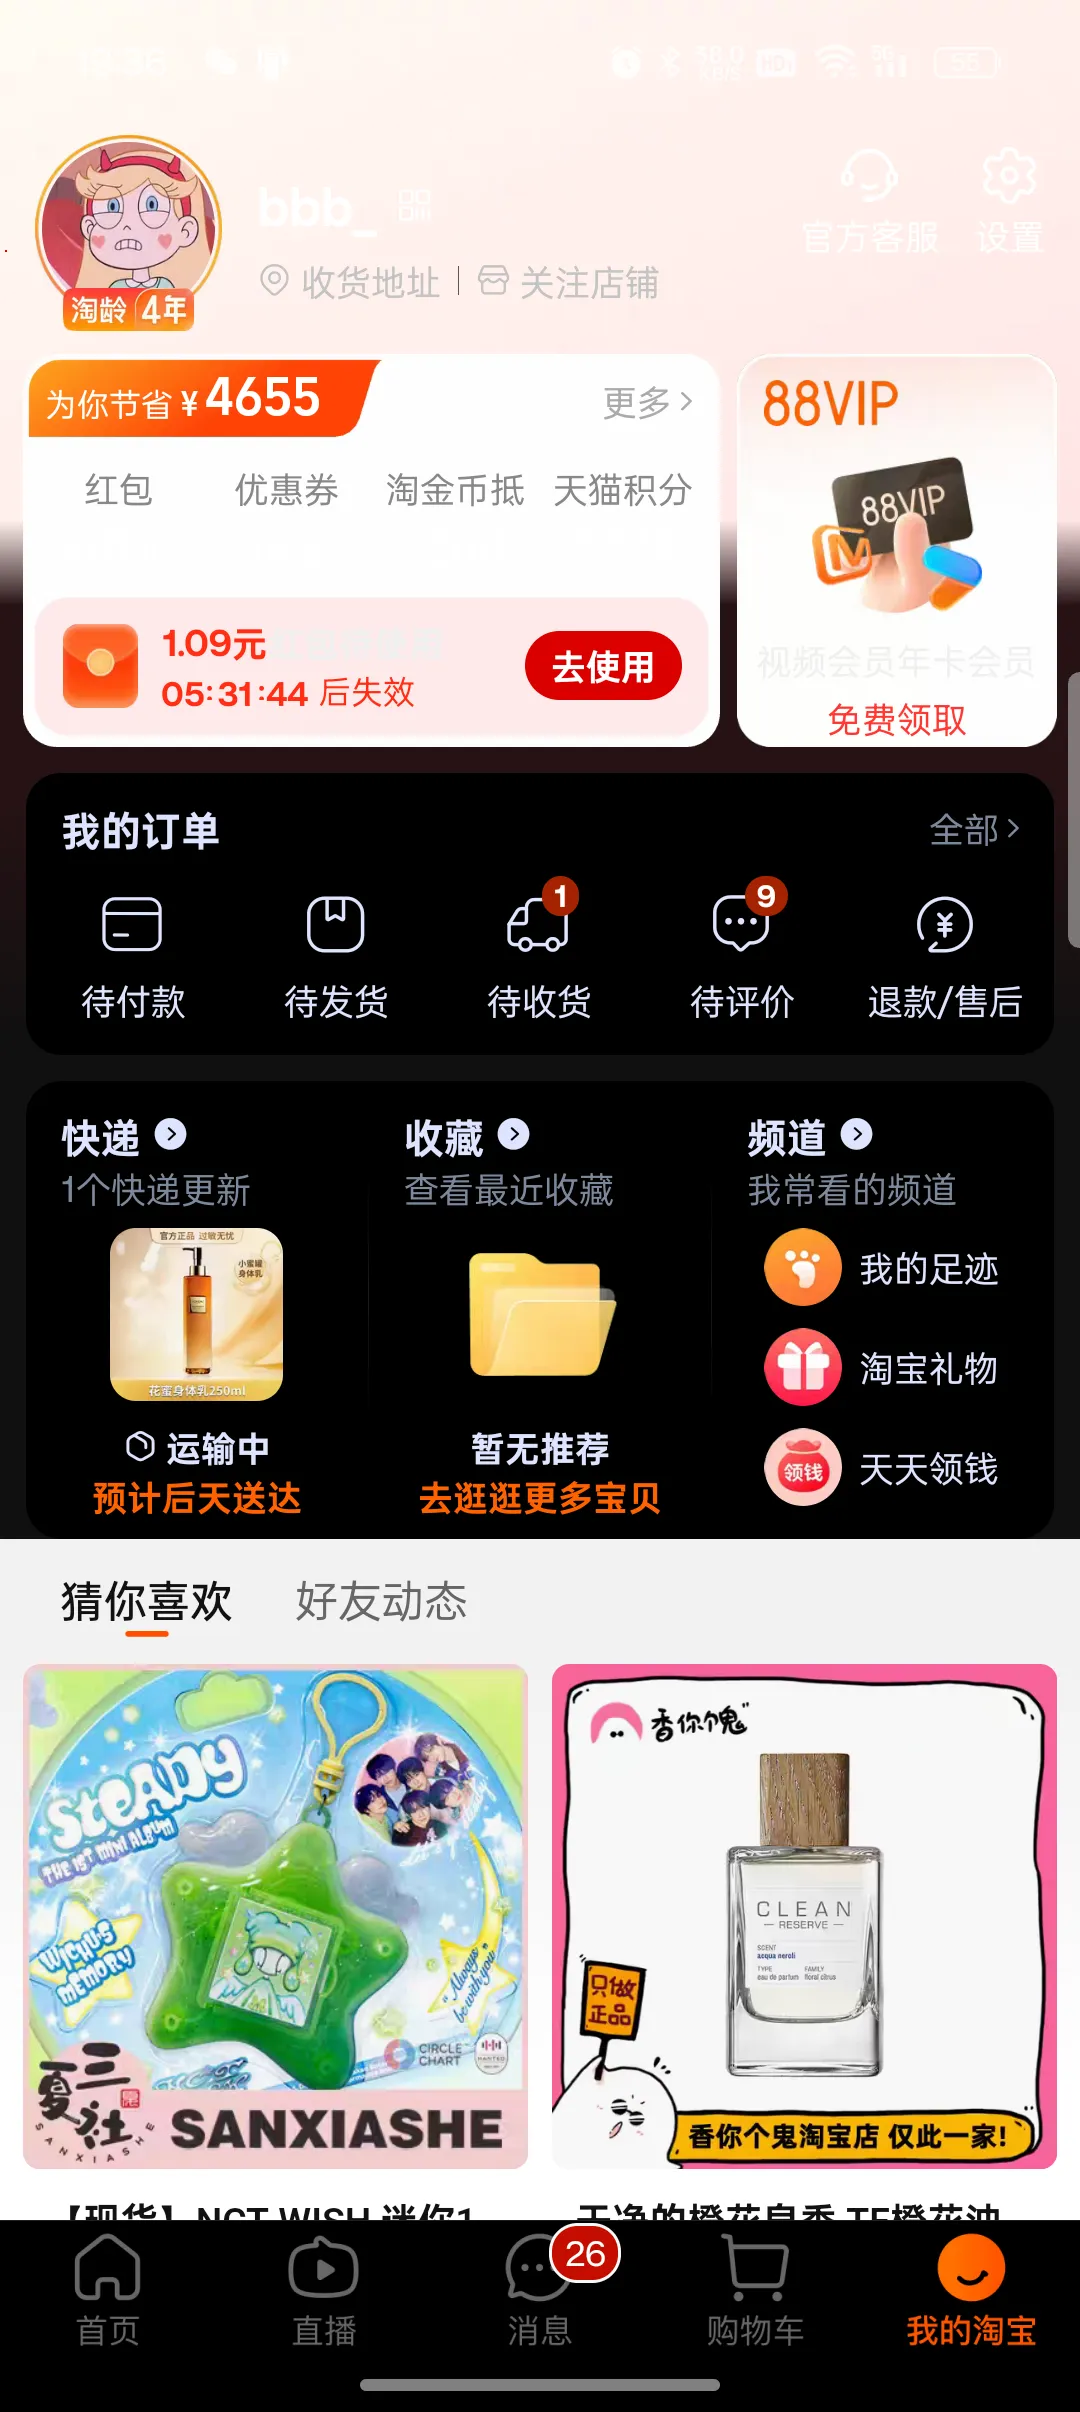 bbb_
官方客服
设置
收货地址
关注店铺
淘龄 4年
为你节省 ¥4655
更多
红包
优惠券
淘金币抵
天猫积分
1.09元
05:31:44 后失效
去使用
88VIP
88VIP
视频会员年卡会员
免费领取
我的订单
全部
1
9
待付款
待发货
待收货
待评价
退款/售后
快递
收藏
频道
1个快递更新
查看最近收藏
我常看的频道
官方正品 过敏无忧
小蜜罐
身体乳
花蜜身体乳250ml
运输中
预计后天送达
暂无推荐
去逛逛更多宝贝
我的足迹
淘宝礼物
领钱
天天领钱
猜你喜欢
好友动态
STEADY
THE 1ST MINI ALBUM
WICHU'S
MEMORY
"Always
be with you"
CIRCLE
CHART
三夏社
SANXIASHE
SANXIASHE
香你个鬼
CLEAN
RESERVE
SCENT
acqua neroli
TYPE
FAMILY
eau de parfum
floral citrus
只做
正品
香你个鬼淘宝店 仅此一家!
【现货】NCT WISH 迷你1
干净的橙花皂香 TF橙花油
首页
直播
26
消息
购物车
我的淘宝